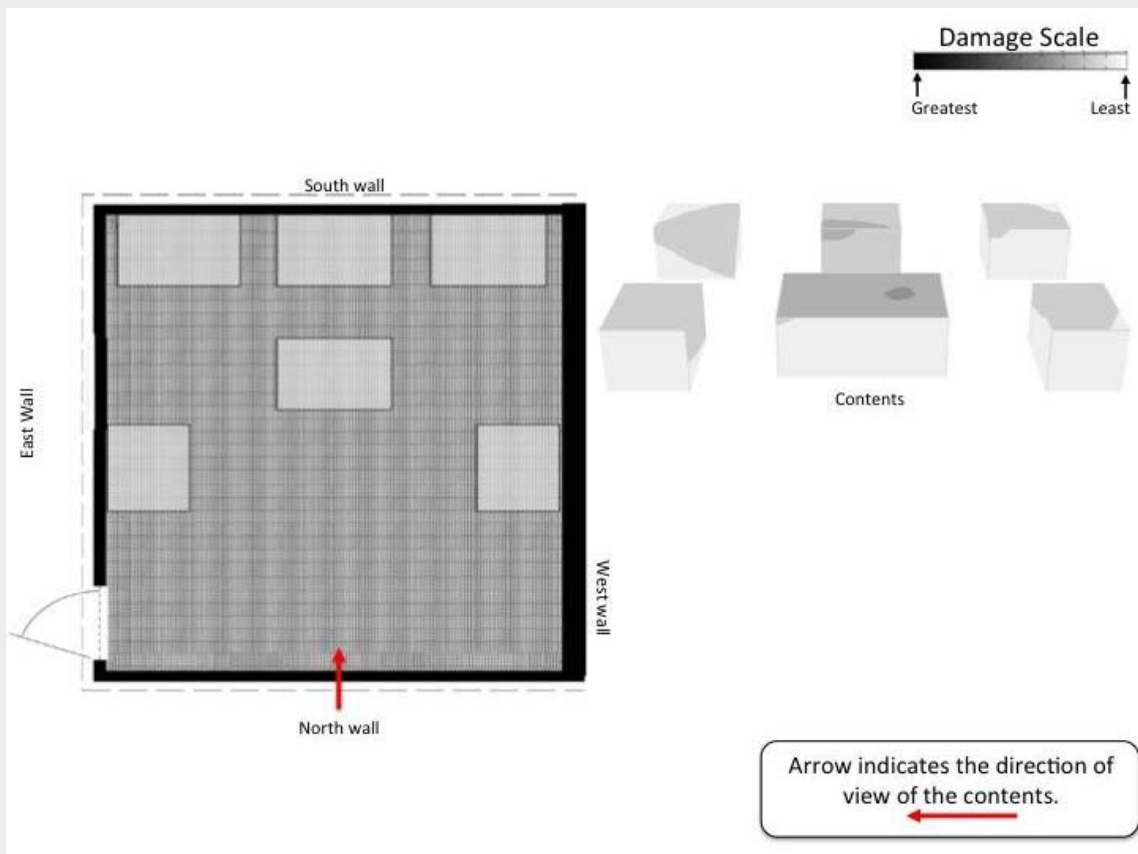 Damage Scale
Greatest
Least
South wall
East Wall
Contents
West wall
North wall
Arrow indicates the direction of
view of the contents.